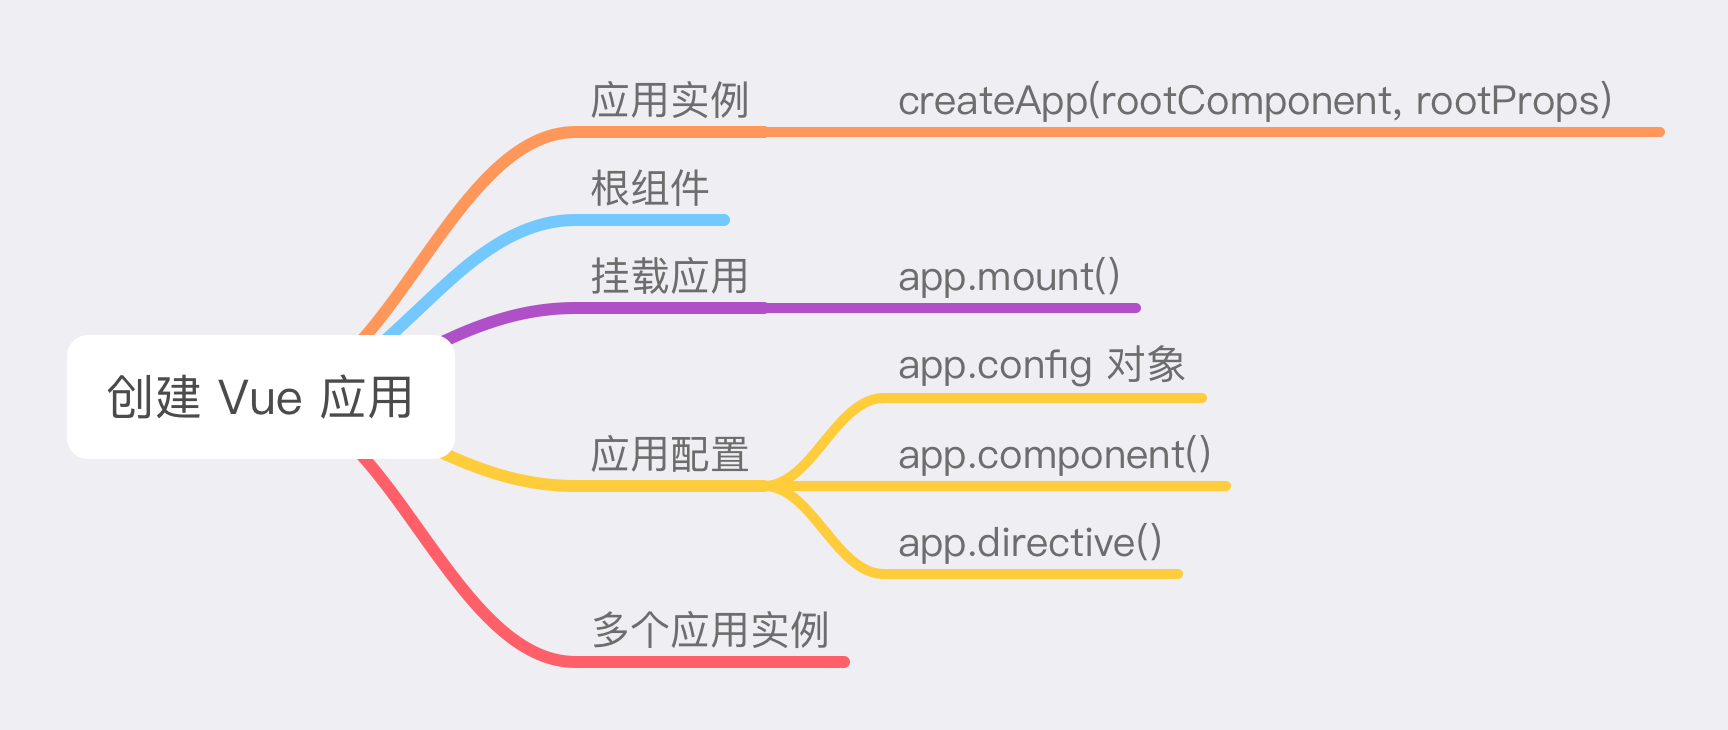 应用实例
createApp(rootComponent, rootProps)
根组件
挂载应用
app.mount()
创建 Vue 应用
app.config 对象
应用配置
app.component()
app.directive()
多个应用实例